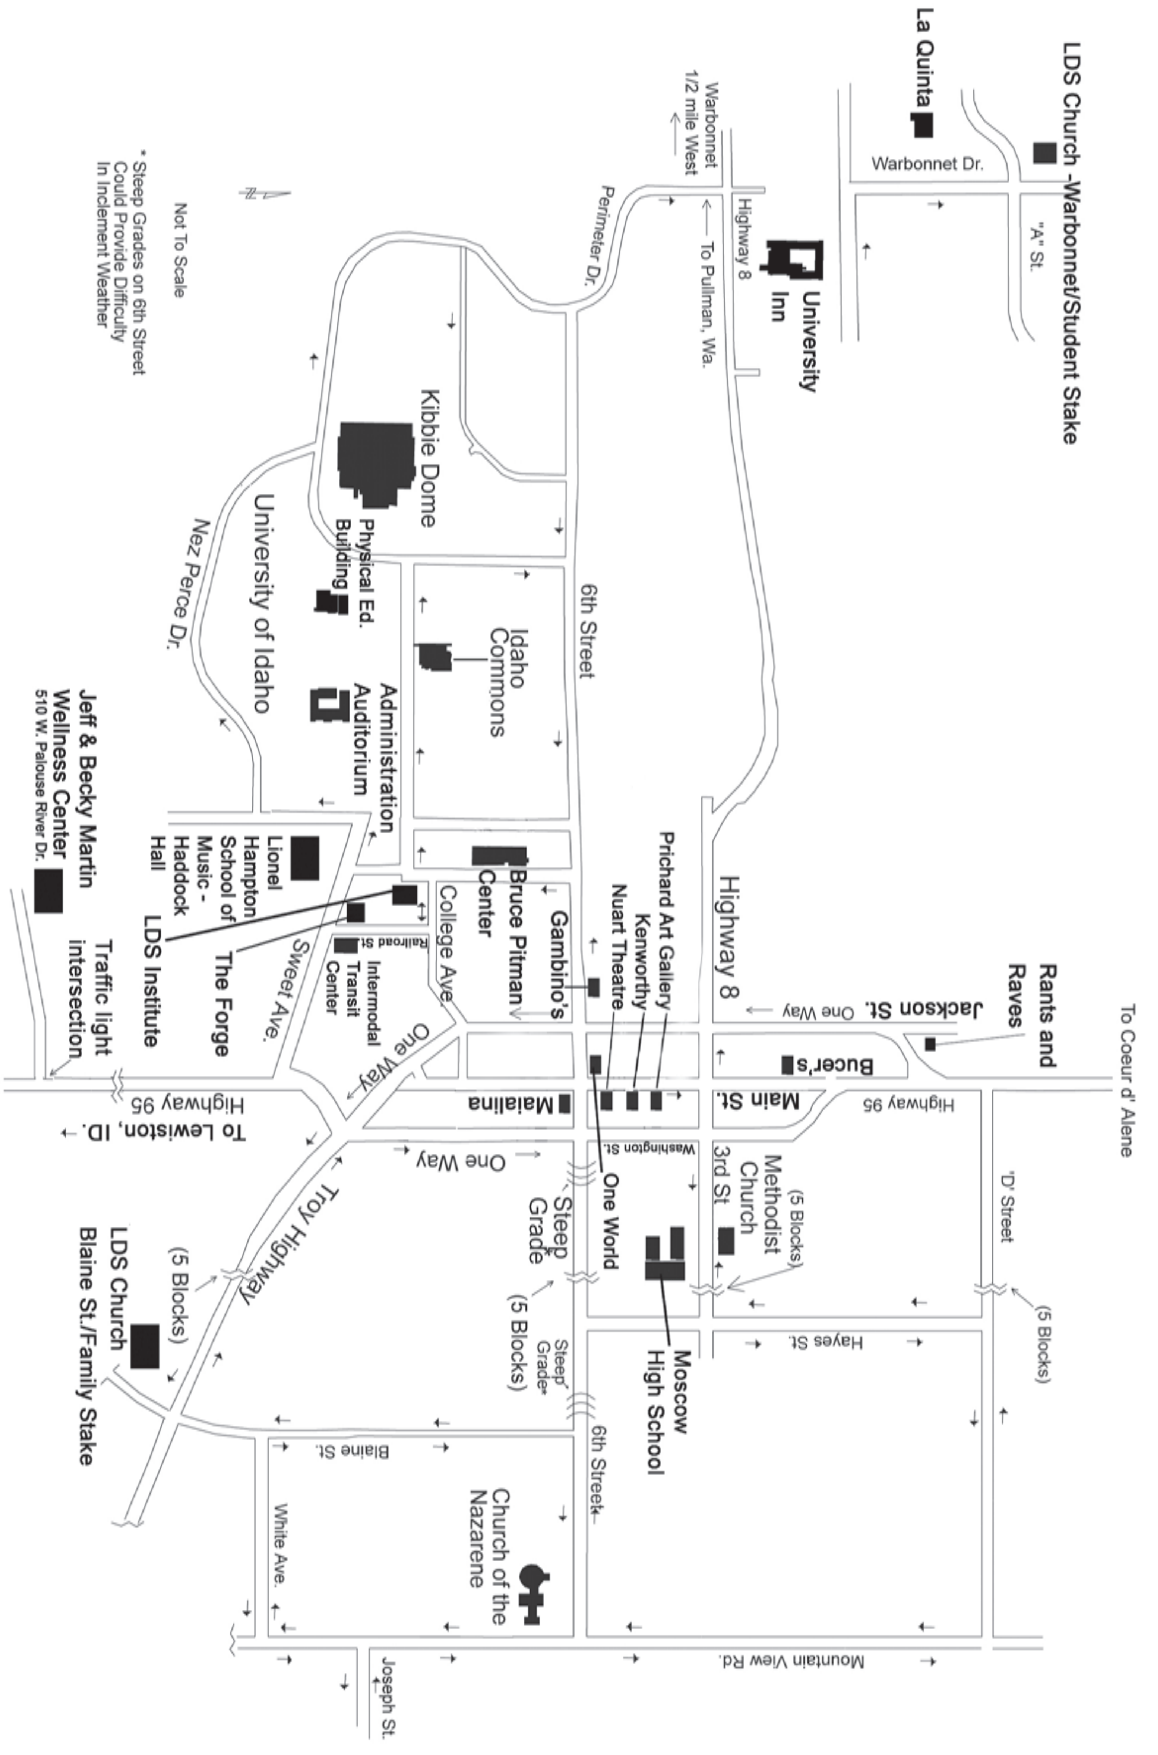 LDS Church -Warbonnet/Student Stake
La Quinta
Warbonnet Dr.
"A" St.
Warbonnet
1/2 mile West
To Pullman, Wa.
Highway 8
University
Inn
Perimeter Dr.
Not To Scale
N
* Steep Grades on 6th Street
Could Provide Difficulty
In Inclement Weather
Kibbie Dome
Physical Ed.
Building
University of Idaho
Nez Perce Dr.
6th Street
Idaho
Commons
Administration
Auditorium
Jeff & Becky Martin
Wellness Center
510 W. Palouse River Dr.
Lionel
Hampton
School of
Music -
Haddock
Hall
LDS Institute
The Forge
Traffic light
intersection
Sweet Ave.
Railroad St.
Intermodal
Transit
Center
College Ave.
Bruce Pitman
Center
Gambino's
Nuart Theatre
Kenworthy
Prichard Art Gallery
Highway 8
One Way
Jackson St.
Rants and
Raves
To Coeur d' Alene
Bucer's
Main St.
Highway 95
Maialina
One Way
Highway 95
To Lewiston, ID.
One Way
Washington St.
One World
3rd St
Methodist
Church
(5 Blocks)
'D' Street
(5 Blocks)
Steep
Grade*
(5 Blocks)
Steep
Grade*
Troy Highway
(5 Blocks)
LDS Church
Blaine St./Family Stake
Hayes St.
Moscow
High School
6th Street
Blaine St.
White Ave.
Church of the
Nazarene
Mountain View Rd.
Joseph St.